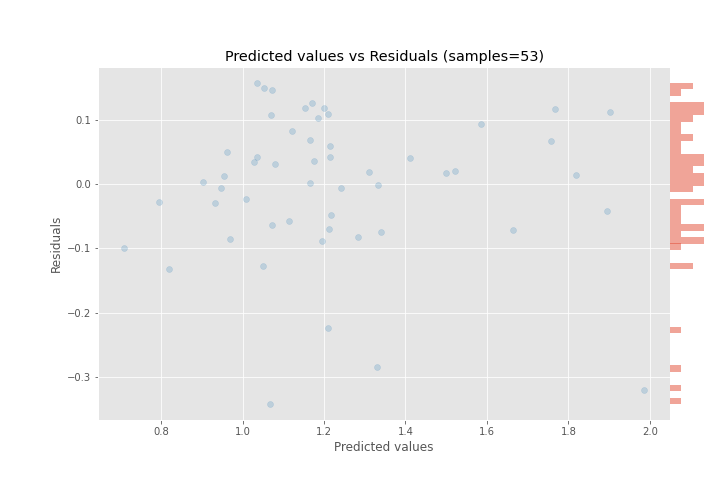 Predicted values vs Residuals (samples=53)
0.1
0.0
−0.1
−0.2
−0.3
Residuals
0.8 1.0 1.2 1.4 1.6 1.8 2.0
Predicted values